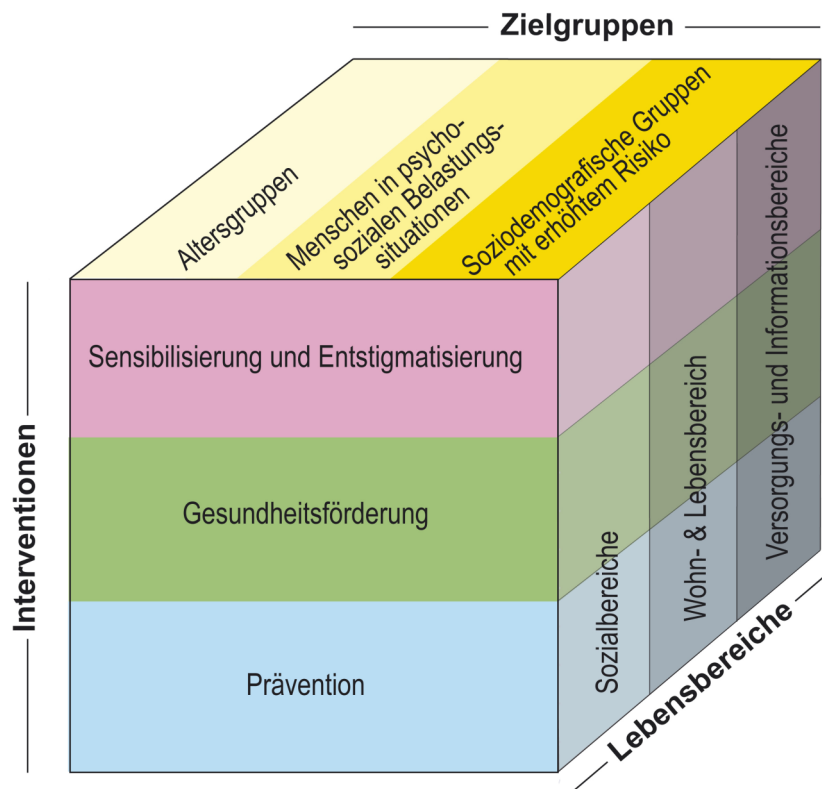 Zielgruppen
Altersgruppen
Menschen in psycho-
sozialen Belastungs-
situationen
Soziodemografische Gruppen
mit erhöhtem Risiko
Interventionen
Sensibilisierung und Entstigmatisierung
Gesundheitsförderung
Prävention
Sozialbereiche
Wohn- & Lebensbereich
Versorgungs- und Informationsbereiche
Lebensbereiche